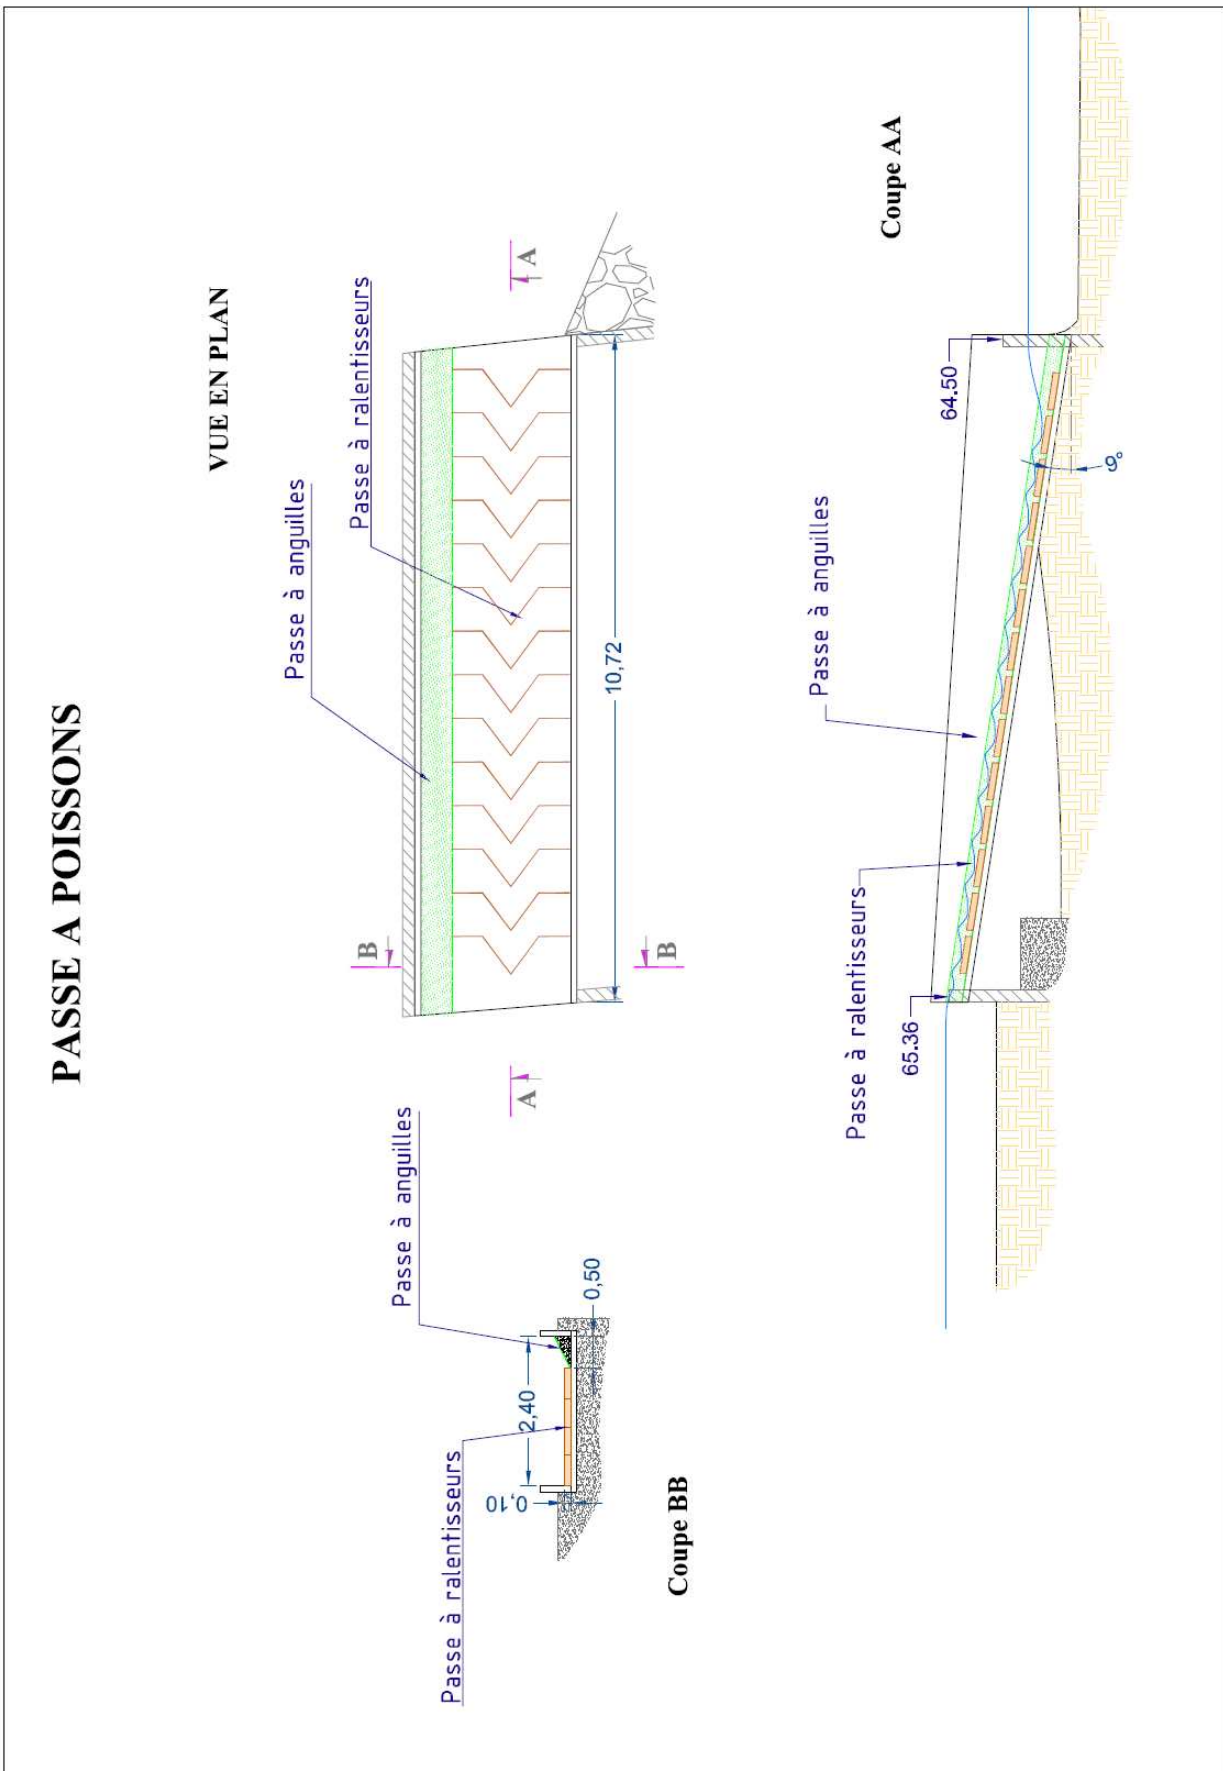 PASSE A POISSONS
VUE EN PLAN
Passe à anguilles
Passe à ralentisseurs
B
B
A
A
10,72
Coupe AA
64.50
9°
Passe à anguilles
Passe à ralentisseurs
65.36
Passe à anguilles
Passe à ralentisseurs
0,50
2,40
0,10
Coupe BB